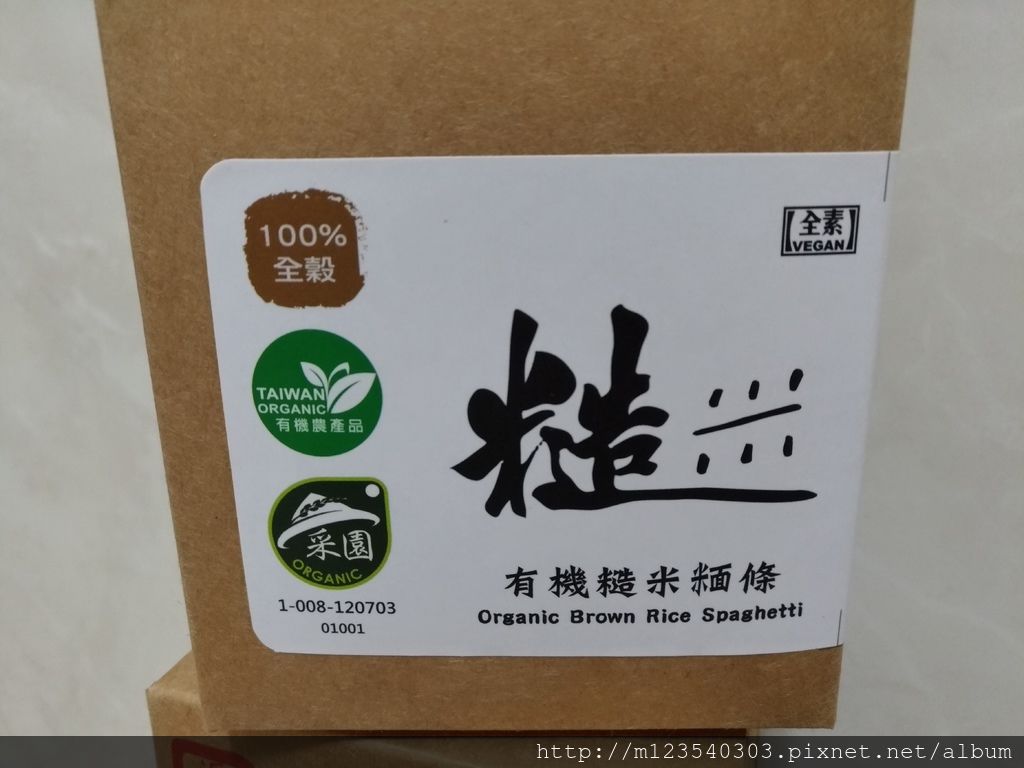 100%
全穀
全素
VEGAN
TAIWAN
ORGANIC
有機農產品
糙
采園
ORGANIC
1-008-120703
01001
有機糙米粫條
Organic Brown Rice Spaghetti
http://m123540303.pixnet.net/album